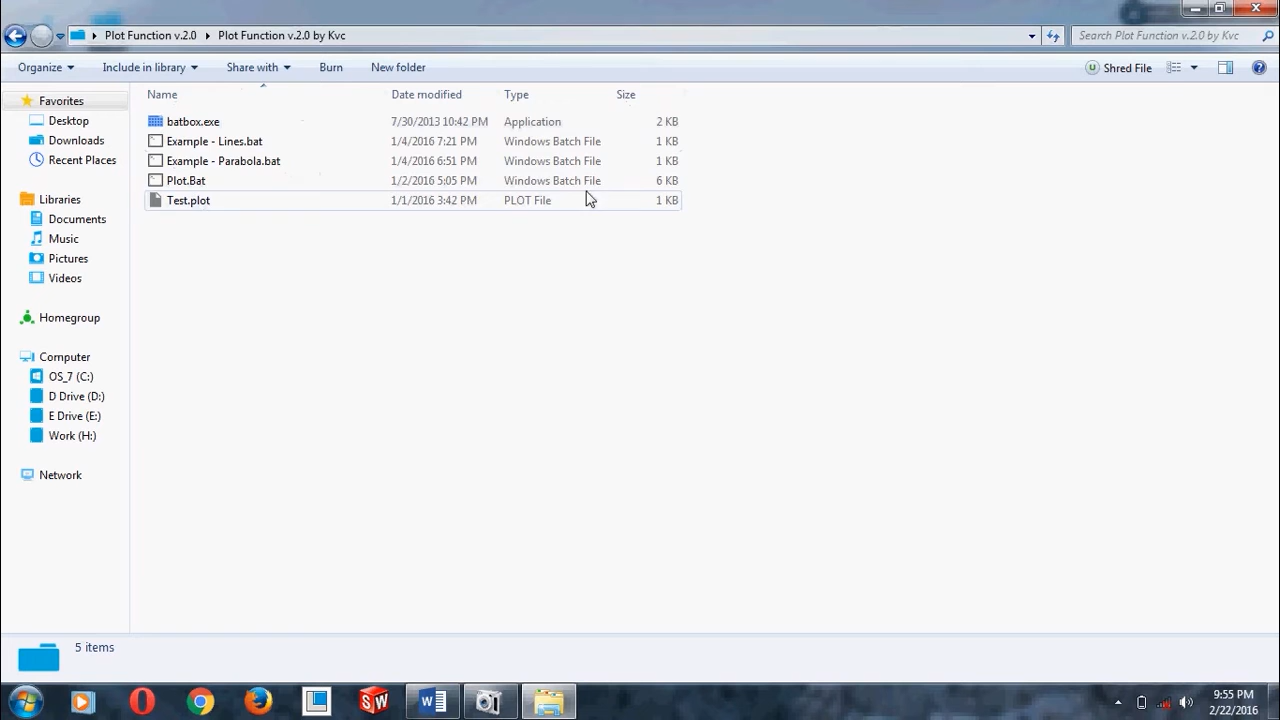 Plot Function v.2.0 Plot Function v.2.0 by Kvc Search Plot Function v.2.0 by Kvc
Organize Include in library Share with Burn New folder Shred File
Name Date modified Type Size
Favorites
Desktop
Downloads
Recent Places
Libraries
Documents
Music
Pictures
Videos
Homegroup
Computer
OS_7 (C:)
D Drive (D:)
E Drive (E:)
Work (H:)
Network
batbox.exe 7/30/2013 10:42 PM Application 2 KB
Example - Lines.bat 1/4/2016 7:21 PM Windows Batch File 1 KB
Example - Parabola.bat 1/4/2016 6:51 PM Windows Batch File 1 KB
Plot.Bat 1/2/2016 5:05 PM Windows Batch File 6 KB
Test.plot 1/1/2016 3:42 PM PLOT File 1 KB
5 items
9:55 PM
2/22/2016